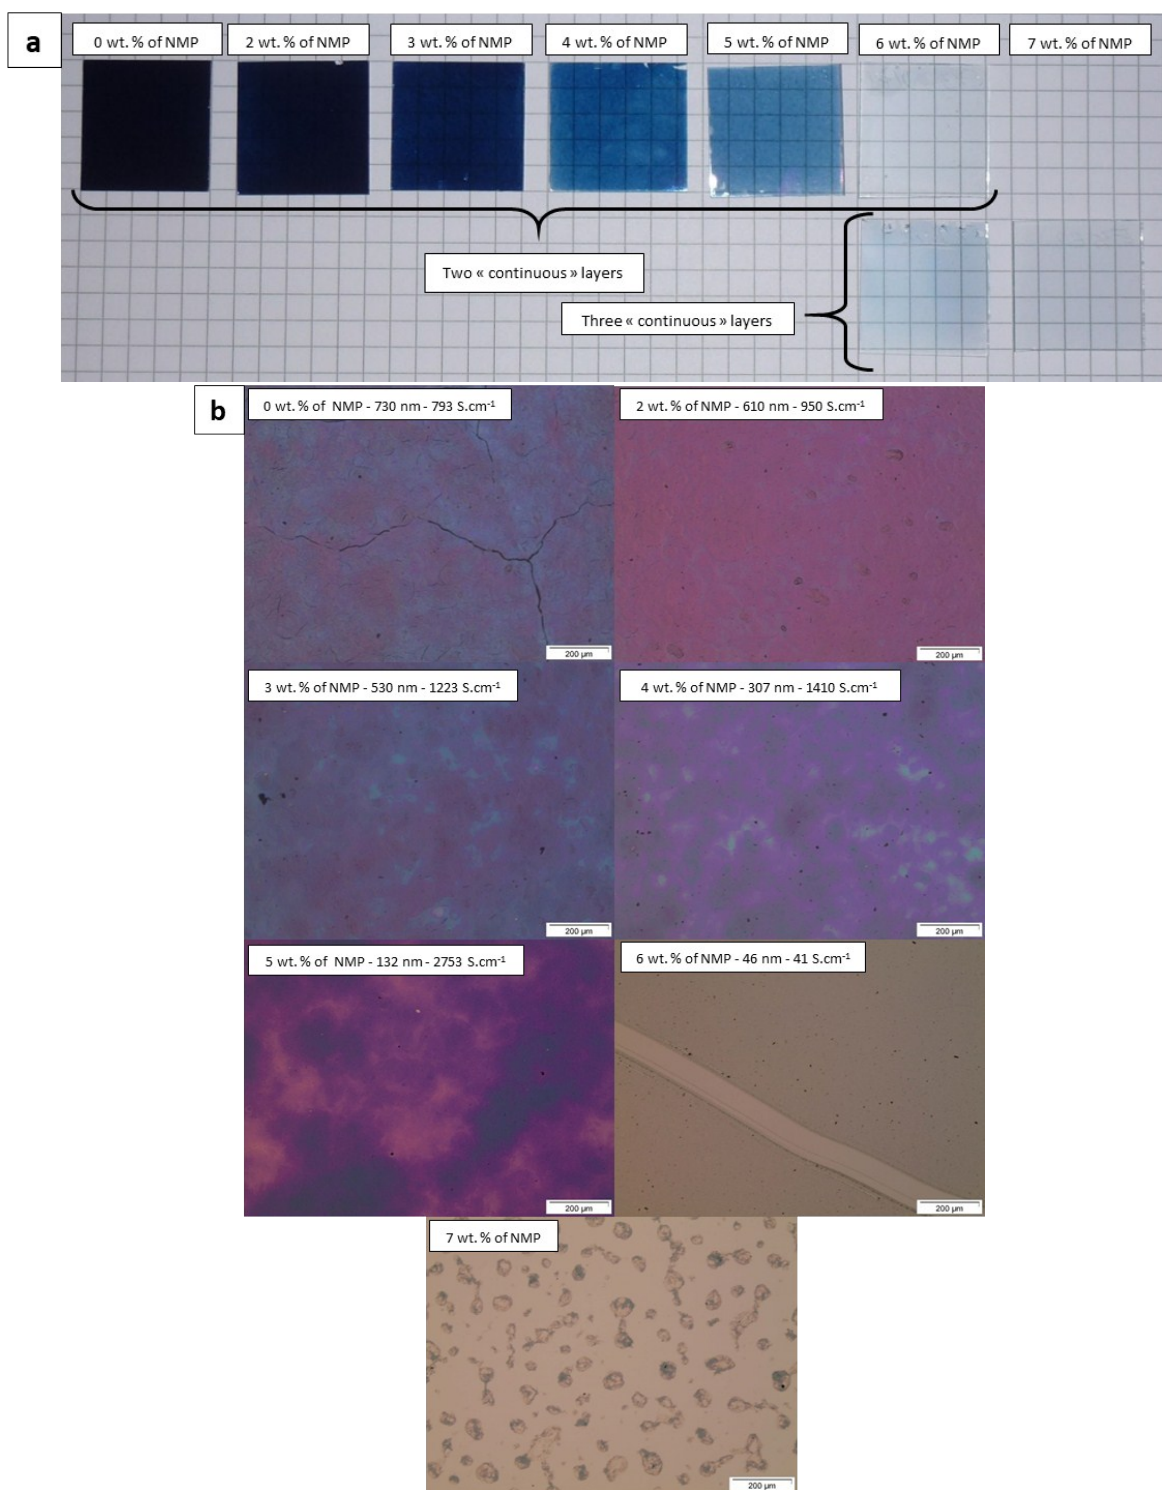 a
0 wt. % of NMP
2 wt. % of NMP
3 wt. % of NMP
4 wt. % of NMP
5 wt. % of NMP
6 wt. % of NMP
7 wt. % of NMP
Two « continuous » layers
Three « continuous » layers
b
0 wt. % of NMP - 730 nm - 793 S.cm⁻¹
200 µm
2 wt. % of NMP - 610 nm - 950 S.cm⁻¹
200 µm
3 wt. % of NMP - 530 nm - 1223 S.cm⁻¹
200 µm
4 wt. % of NMP - 307 nm - 1410 S.cm⁻¹
200 µm
5 wt. % of NMP - 132 nm - 2753 S.cm⁻¹
200 µm
6 wt. % of NMP - 46 nm - 41 S.cm⁻¹
200 µm
7 wt. % of NMP
200 µm